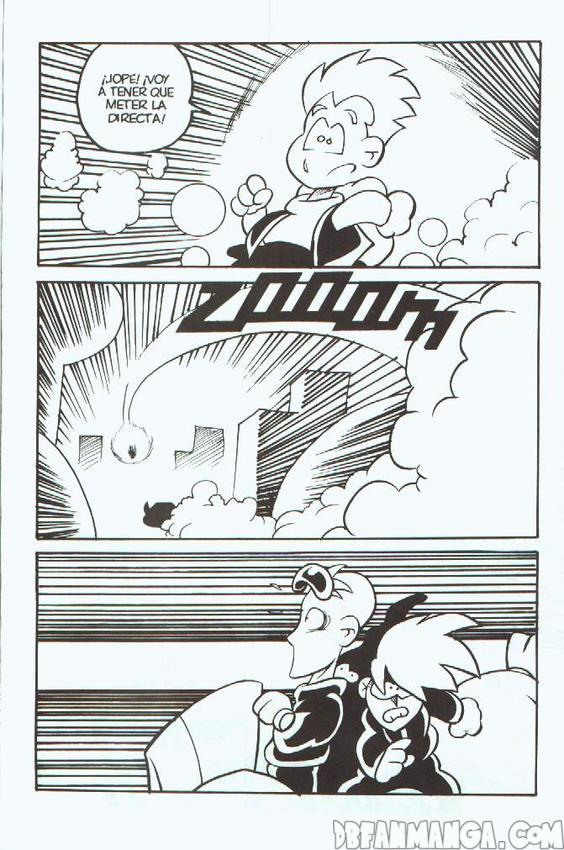 ¡JOPE! ¡VOY
A TENER QUE
METER LA
DIRECTA!
ZOOOM
DBFANMANGA.COM